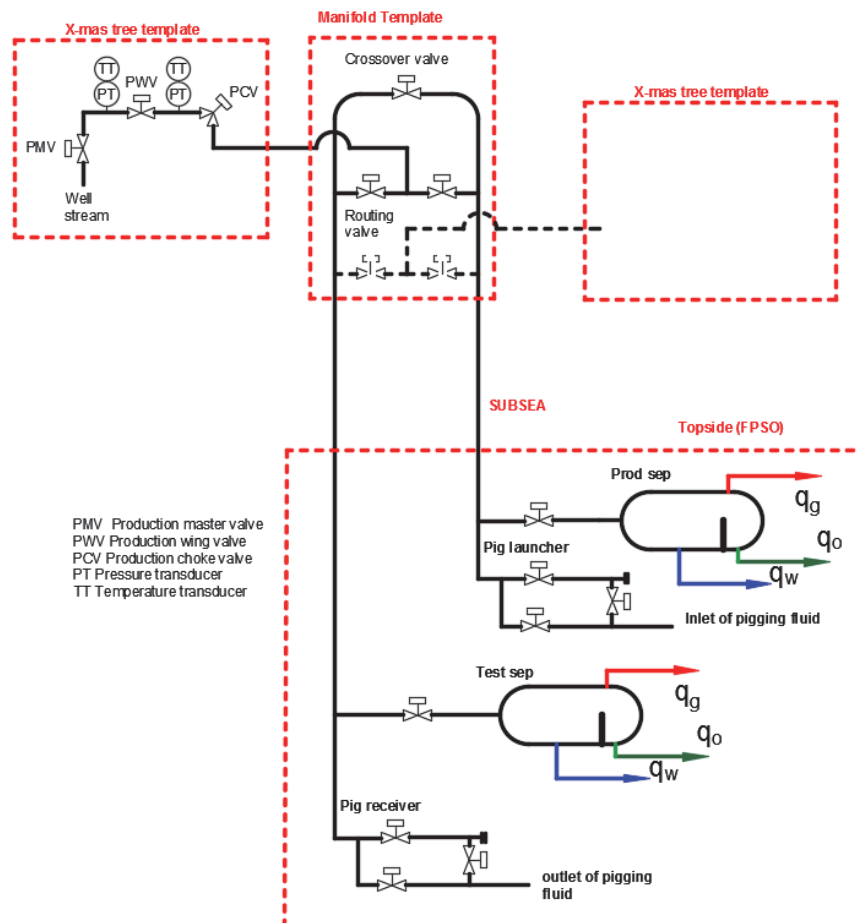 Manifold Template
X-mas tree template
Crossover valve
TT
TT
PWV
PT
PT
PCV
X-mas tree template
PMV
Well
stream
Routing
valve
SUBSEA
Topside (FPSO)
Prod sep
qg
PMV Production master valve
PWV Production wing valve
PCV Production choke valve
PT Pressure transducer
TT Temperature transducer
qo
Pig launcher
qw
Inlet of pigging fluid
Test sep
qg
qo
qw
Pig receiver
outlet of pigging
fluid